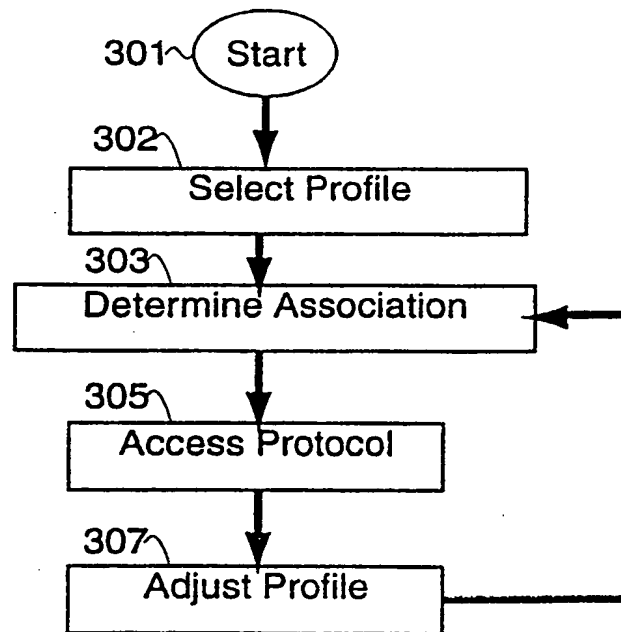 301 Start
302
Select Profile
303
Determine Association
305
Access Protocol
307
Adjust Profile